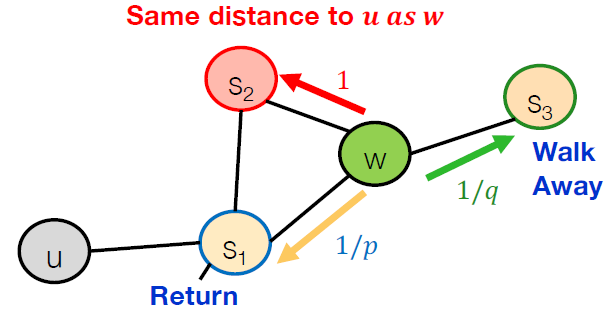 Same distance to u as w
S2
1
S3
w
Walk
Away
1/q
u
S1
1/p
Return